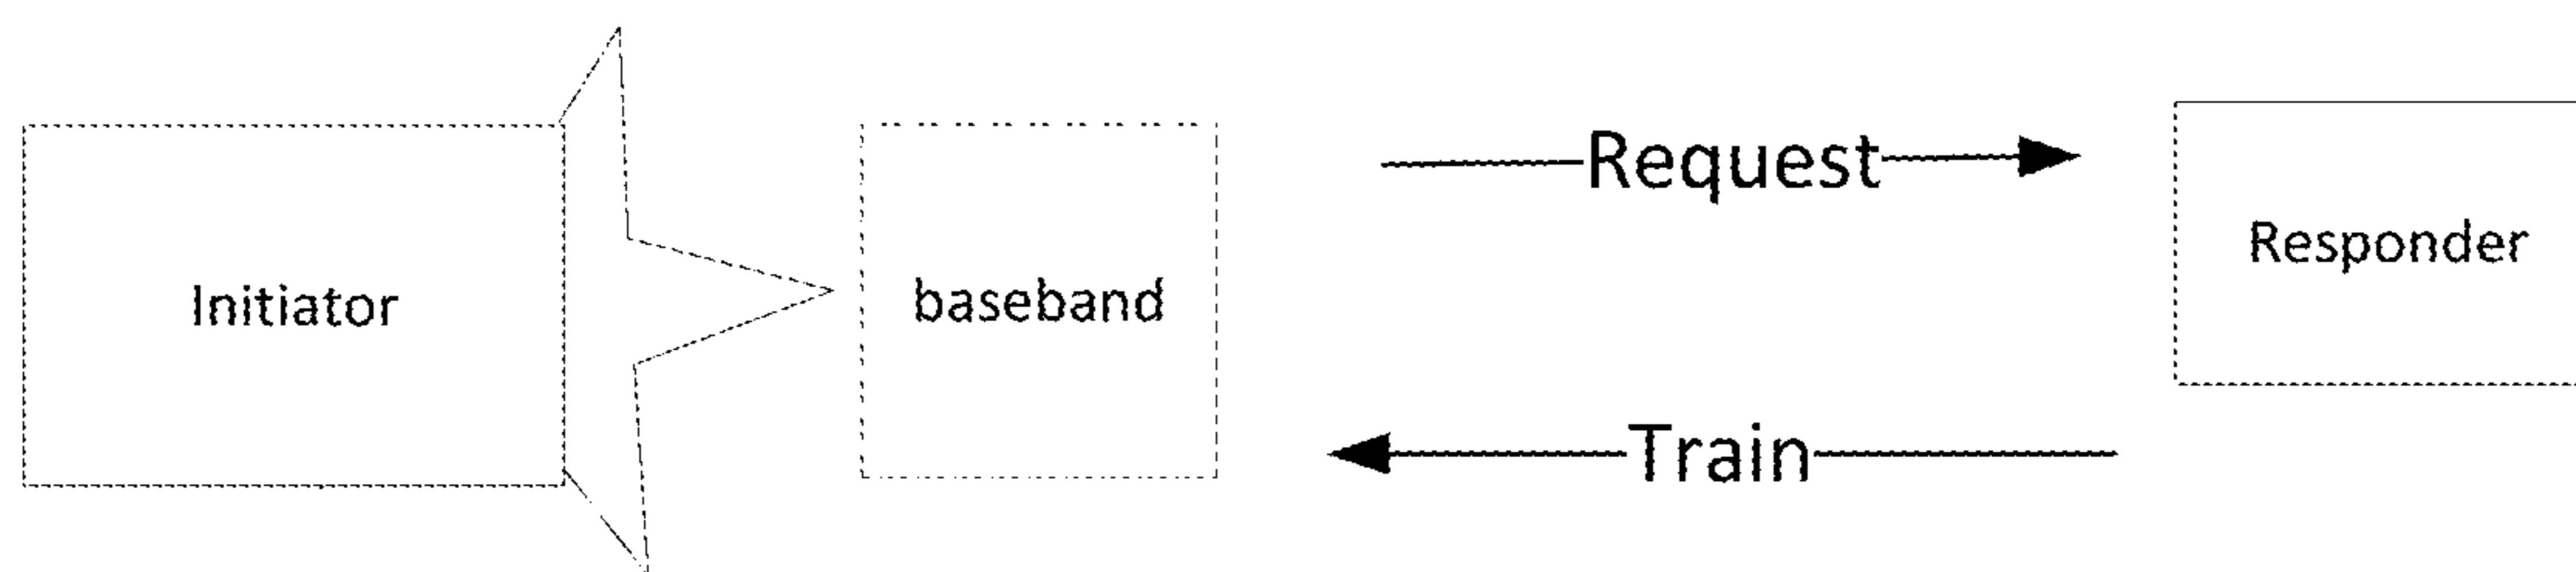 Request
Responder
Initiator
baseband
Train